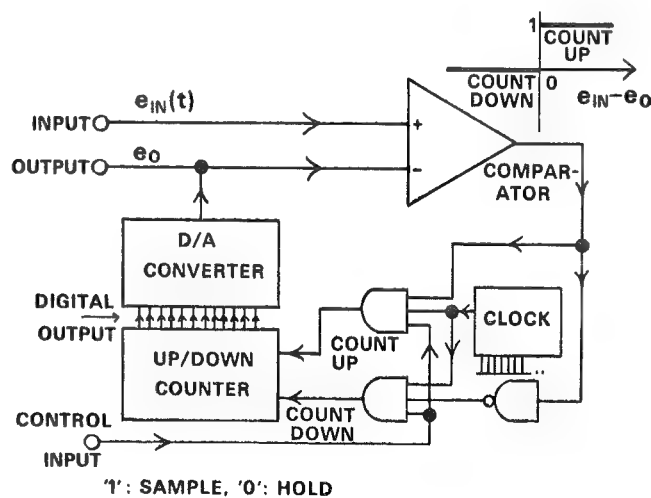 1
COUNT
UP
COUNT
DOWN
0
eIN−eO
INPUT
eIN(t)
+
OUTPUT
eO
−
COMPAR-
ATOR
D/A
CONVERTER
DIGITAL
OUTPUT
UP/DOWN
COUNTER
COUNT
UP
CLOCK
..
COUNT
DOWN
CONTROL
INPUT
'1': SAMPLE, '0': HOLD